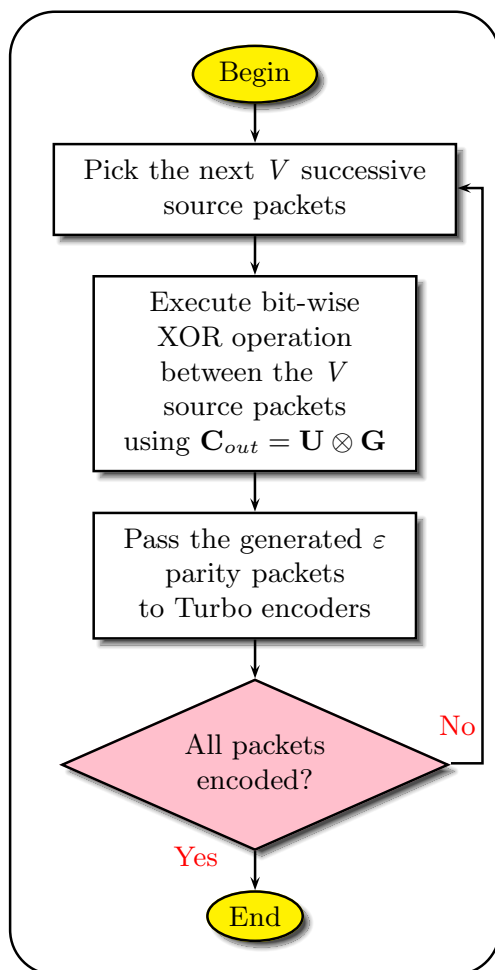 Begin
Pick the next V successive
source packets
Execute bit-wise
XOR operation
between the V
source packets
using C_out = U ⊗ G
Pass the generated ε
parity packets
to Turbo encoders
All packets
encoded?
No
Yes
End